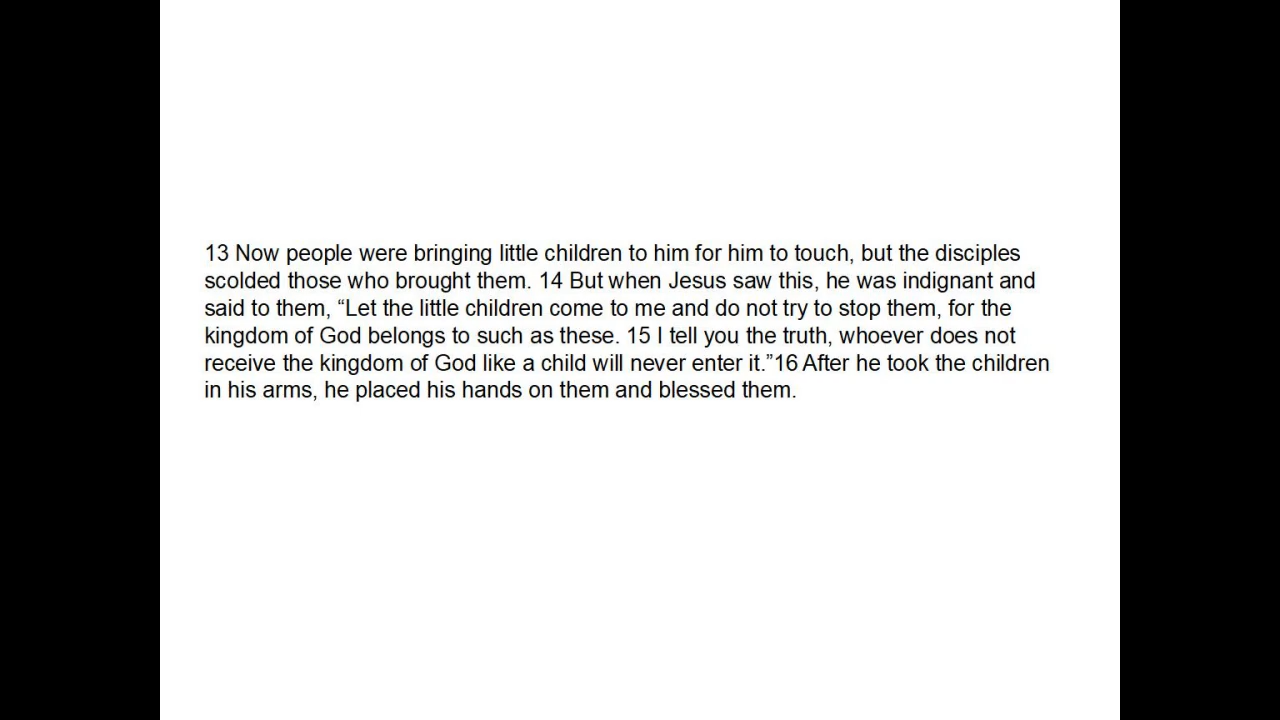 13 Now people were bringing little children to him for him to touch, but the disciples
scolded those who brought them. 14 But when Jesus saw this, he was indignant and
said to them, “Let the little children come to me and do not try to stop them, for the
kingdom of God belongs to such as these. 15 I tell you the truth, whoever does not
receive the kingdom of God like a child will never enter it.”16 After he took the children
in his arms, he placed his hands on them and blessed them.